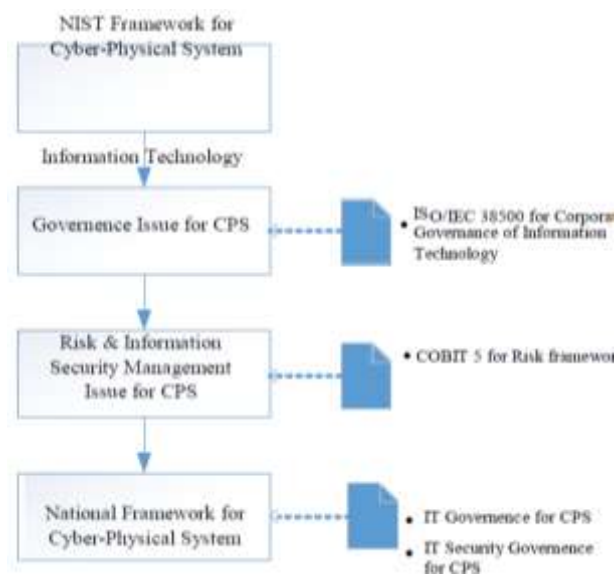 NIST Framework for
Cyber-Physical System
Information Technology
Governence Issue for CPS
• ISO/IEC 38500 for Corpora
Governance of Information
Technology
Risk & Information
Security Management
Issue for CPS
• COBIT 5 for Risk framewor
National Framework for
Cyber-Physical System
• IT Governence for CPS
• IT Security Governence
for CPS